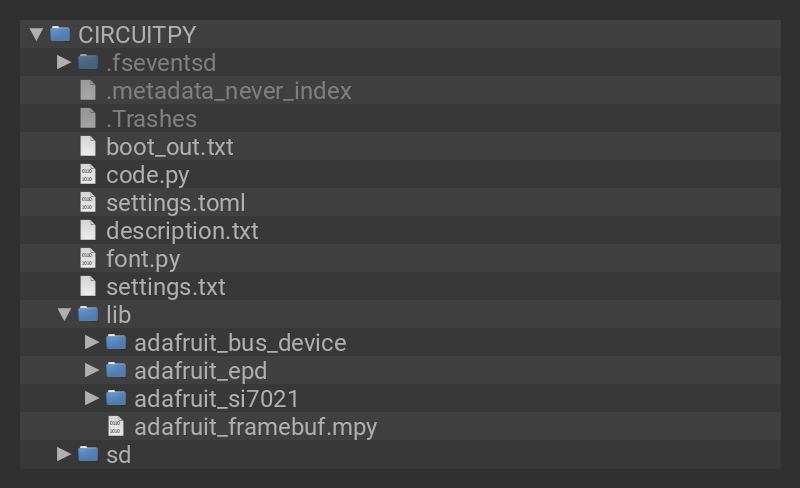 CIRCUITPY
.fseventsd
.metadata_never_index
.Trashes
boot_out.txt
code.py
settings.toml
description.txt
font.py
settings.txt
lib
adafruit_bus_device
adafruit_epd
adafruit_si7021
adafruit_framebuf.mpy
sd